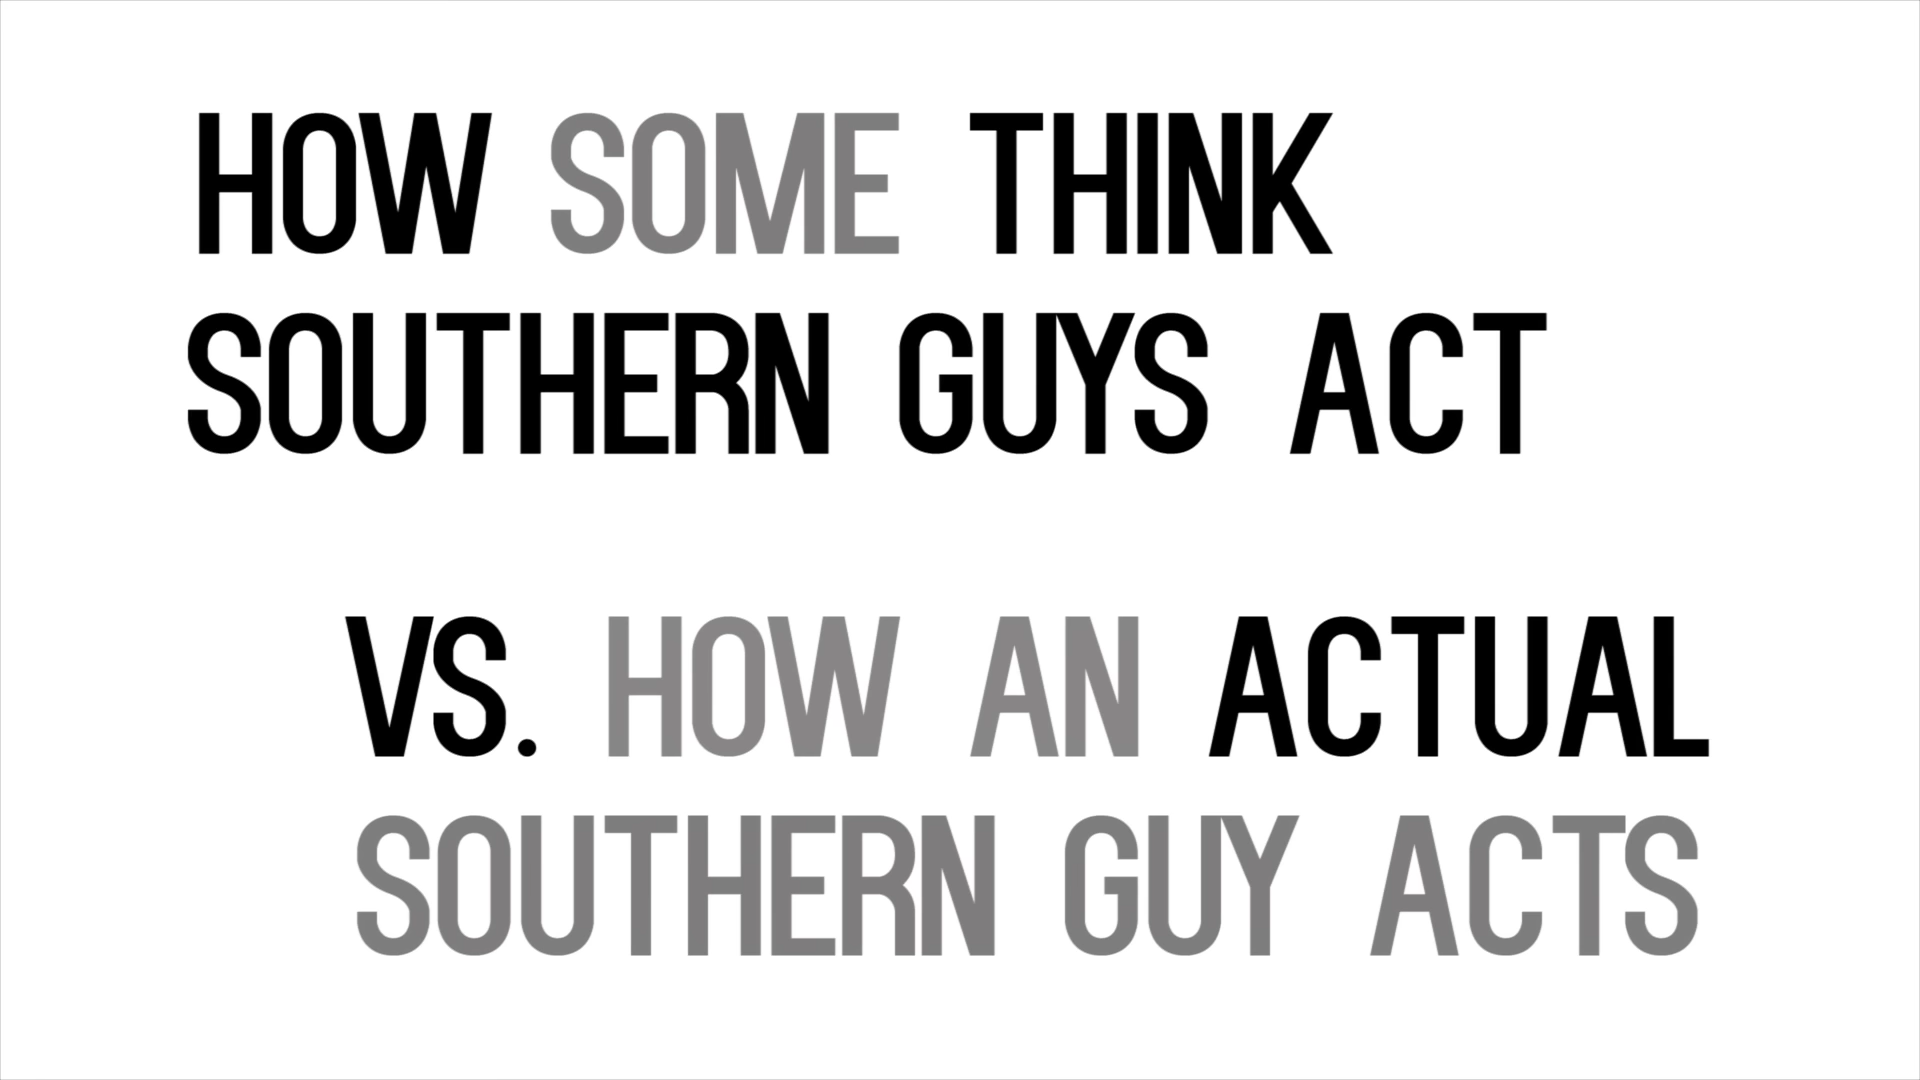 HOW SOME THINK
SOUTHERN GUYS ACT
VS. HOW AN ACTUAL
SOUTHERN GUY ACTS